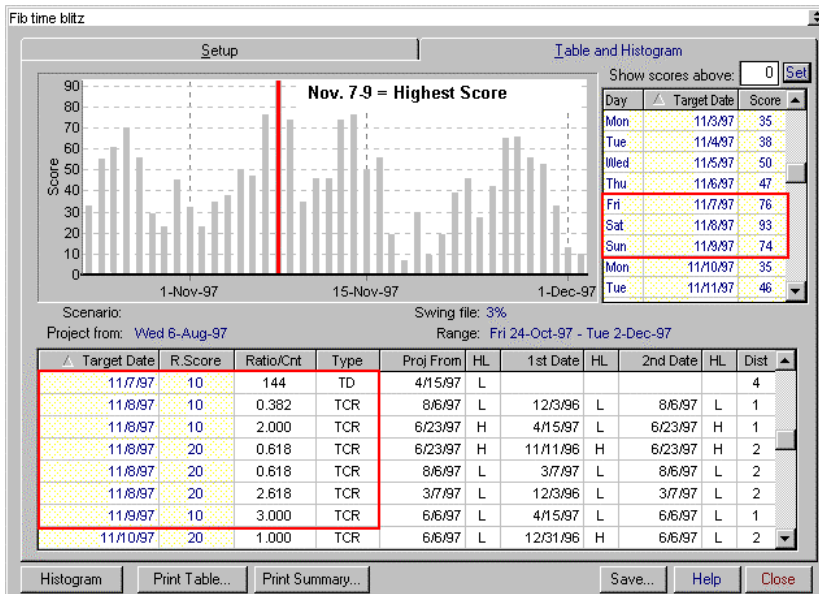 Fib time blitz
Setup
Table and Histogram
Show scores above: 0 Set
Nov. 7-9 = Highest Score
90
80
70
60
50
40
30
20
10
0
Score
1-Nov-97 15-Nov-97 1-Dec-97
Day Target Date Score
Mon 11/3/97 35
Tue 11/4/97 38
Wed 11/5/97 50
Thu 11/6/97 47
Fri 11/7/97 76
Sat 11/8/97 93
Sun 11/9/97 74
Mon 11/10/97 35
Tue 11/11/97 46
Scenario: Swing file: 3%
Project from: Wed 6-Aug-97 Range: Fri 24-Oct-97 - Tue 2-Dec-97
Target Date R.Score Ratio/Cnt Type Proj From HL 1st Date HL 2nd Date HL Dist
11/7/97 10 144 TD 4/15/97 L 4
11/8/97 10 0.382 TCR 8/6/97 L 12/3/96 L 8/6/97 L 1
11/8/97 10 2.000 TCR 6/23/97 H 4/15/97 L 6/23/97 H 1
11/8/97 20 0.618 TCR 6/23/97 H 11/11/96 H 6/23/97 H 2
11/8/97 20 0.618 TCR 8/6/97 L 3/7/97 L 8/6/97 L 2
11/8/97 20 2.618 TCR 3/7/97 L 12/3/96 L 3/7/97 L 2
11/9/97 10 3.000 TCR 6/6/97 L 4/15/97 L 6/6/97 L 1
11/10/97 20 1.000 TCR 6/6/97 L 12/31/96 H 6/6/97 L 2
Histogram Print Table... Print Summary... Save... Help Close